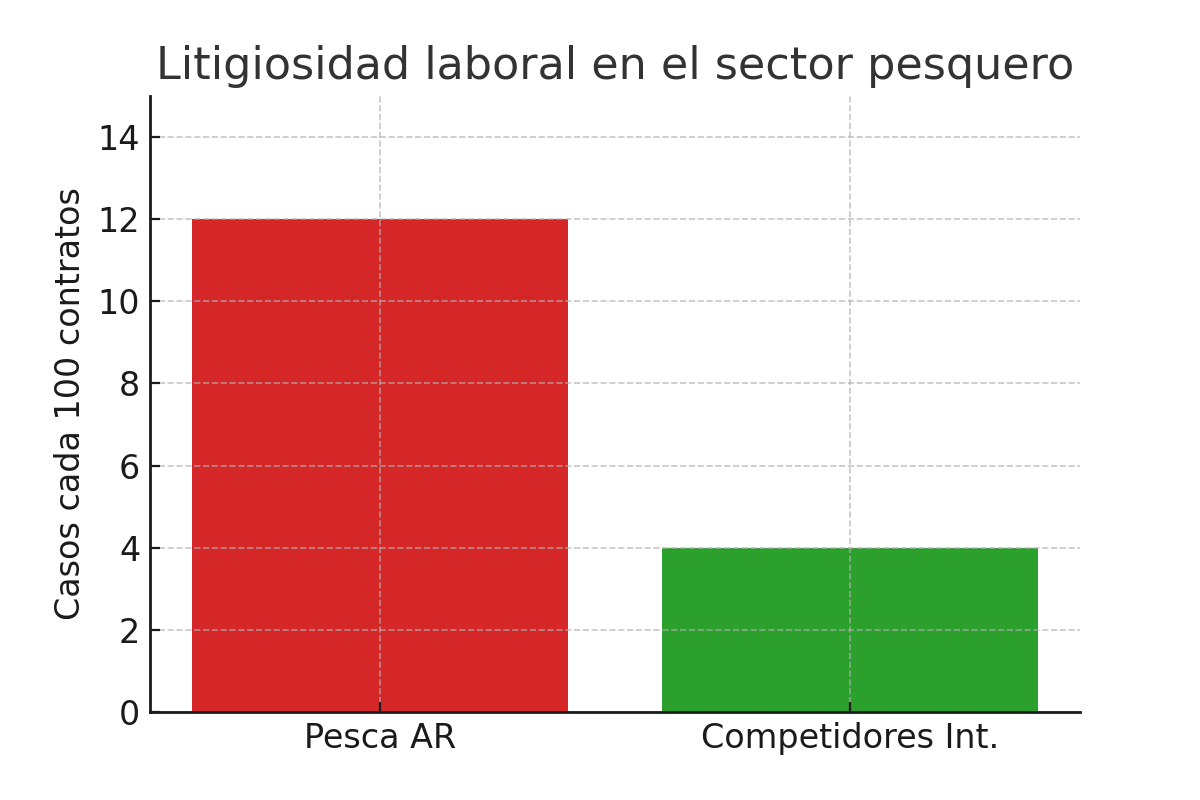 Litigiosidad laboral en el sector pesquero
Casos cada 100 contratos
14
12
10
8
6
4
2
0
Pesca AR
Competidores Int.